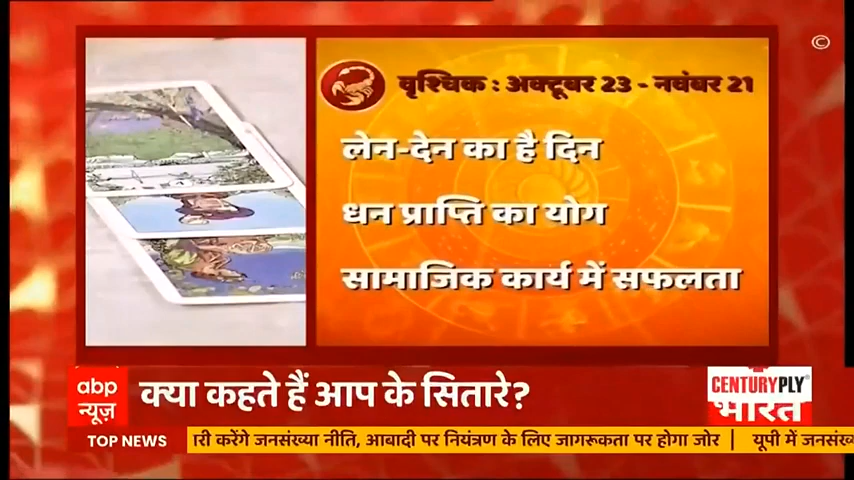 ©
वृश्चिक : अक्टूबर 23 - नवंबर 21
लेन-देन का है दिन
धन प्राप्ति का योग
सामाजिक कार्य में सफलता
abp
न्यूज़
क्या कहते हैं आप के सितारे?
CENTURYPLY®
भारत
TOP NEWS
करेंगे जनसंख्या नीति, आबादी पर नियंत्रण के लिए जागरूकता पर होगा जोर | यूपी में